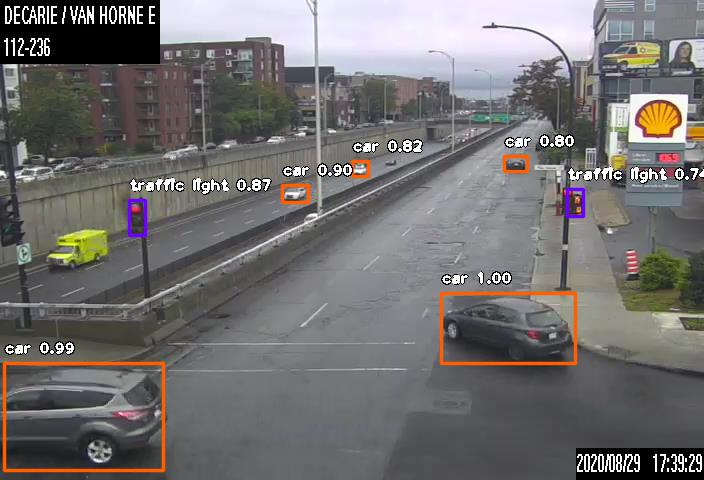 DECARIE / VAN HORNE E
112-236
car 0.82
car 0.80
car 0.90
traffic light 0.87
traffic light 0.74
car 1.00
car 0.99
2020/08/29 17:39:29